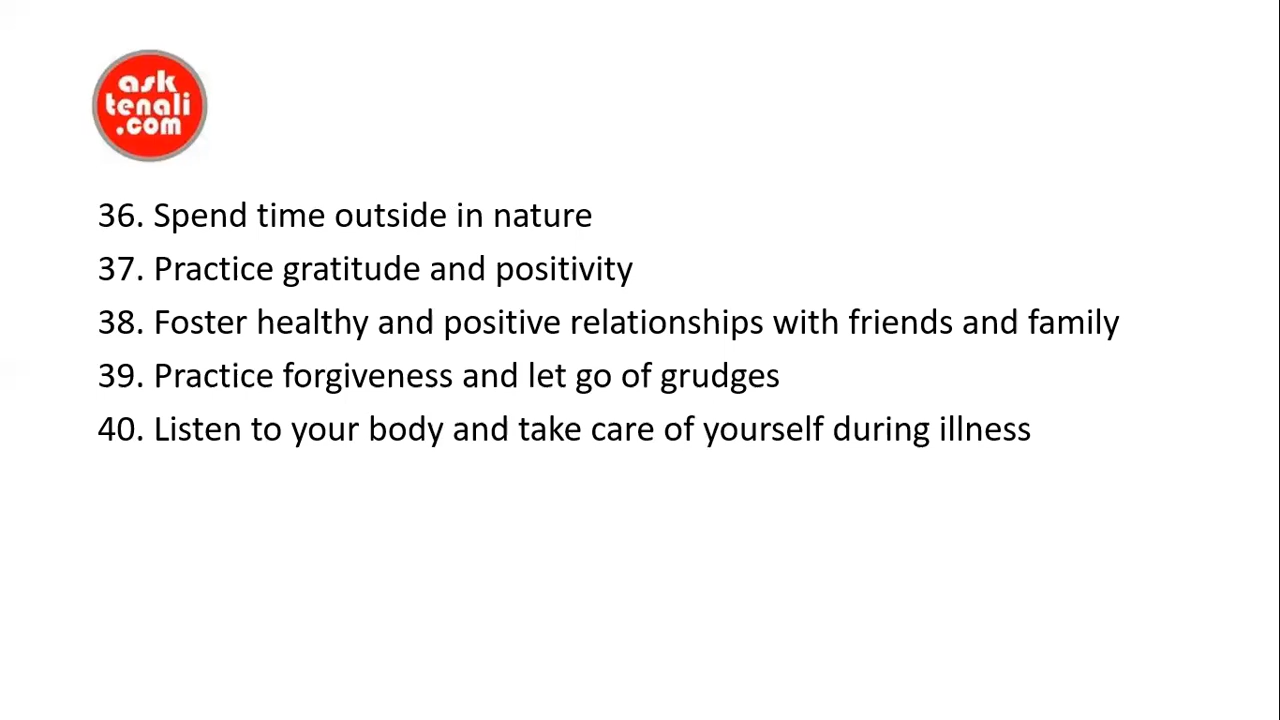 ask
tenali
.com
36. Spend time outside in nature
37. Practice gratitude and positivity
38. Foster healthy and positive relationships with friends and family
39. Practice forgiveness and let go of grudges
40. Listen to your body and take care of yourself during illness